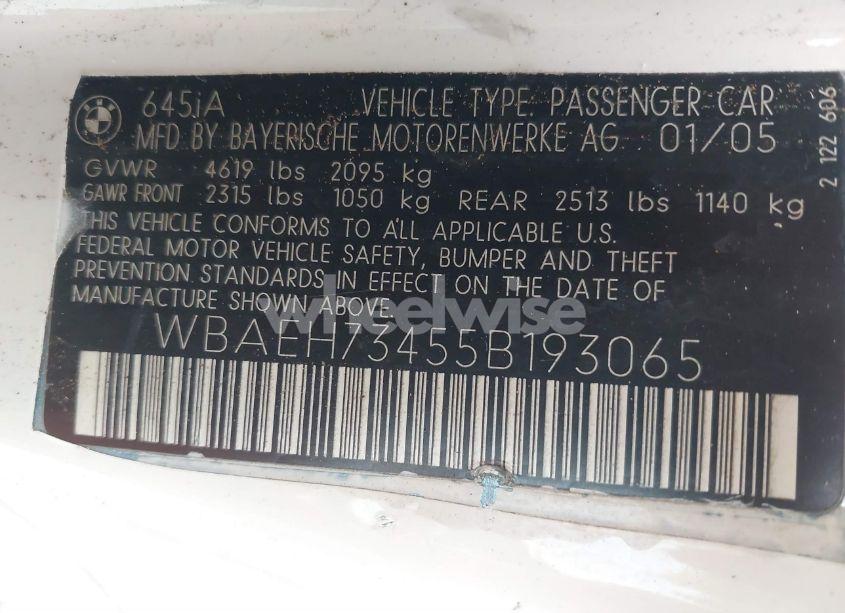 BMW 645iA VEHICLE TYPE PASSENGER CAR
MFD BY BAYERISCHE MOTORENWERKE AG 01/05
GVWR 4619 lbs 2095 kg
GAWR FRONT 2315 lbs 1050 kg REAR 2513 lbs 1140 kg
THIS VEHICLE CONFORMS TO ALL APPLICABLE U.S.
FEDERAL MOTOR VEHICLE SAFETY, BUMPER AND THEFT
PREVENTION STANDARDS IN EFFECT ON THE DATE OF
MANUFACTURE SHOWN ABOVE.
WBAEH73455B193065
2 122 606
wheelwise